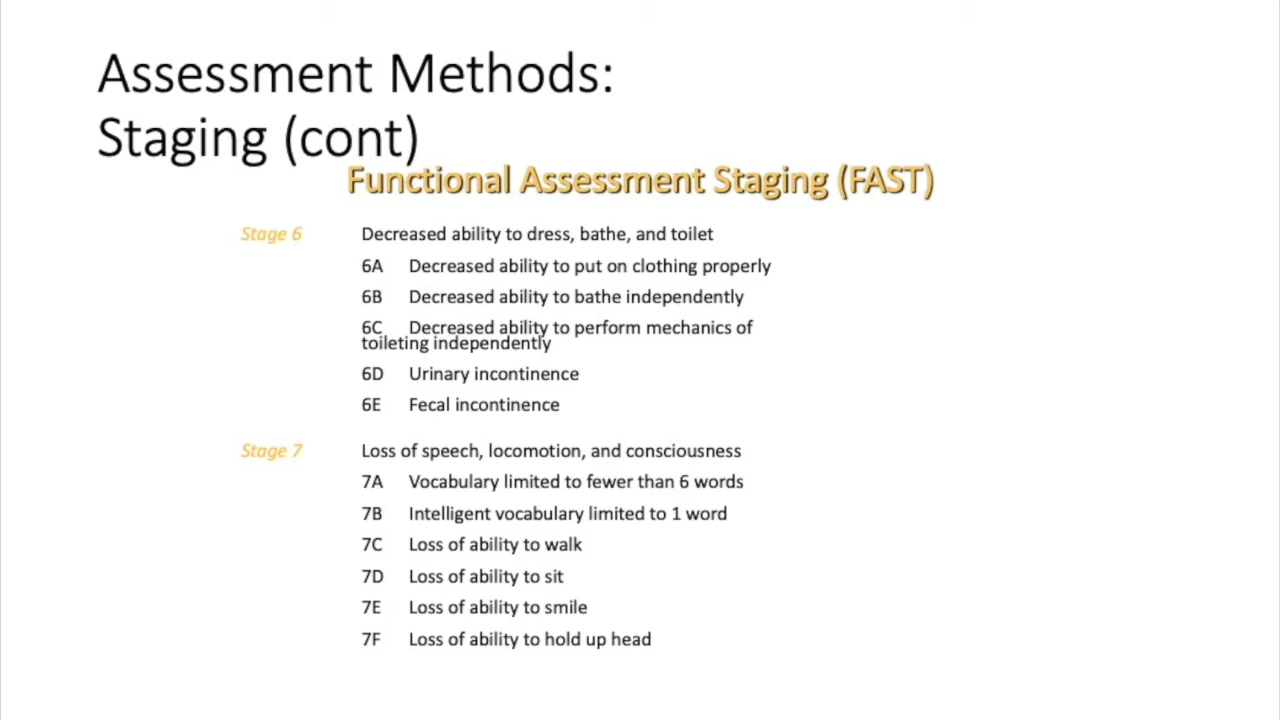 Assessment Methods:
Staging (cont)
Functional Assessment Staging (FAST)
Stage 6 Decreased ability to dress, bathe, and toilet
6A Decreased ability to put on clothing properly
6B Decreased ability to bathe independently
6C Decreased ability to perform mechanics of
toileting independently
6D Urinary incontinence
6E Fecal incontinence
Stage 7 Loss of speech, locomotion, and consciousness
7A Vocabulary limited to fewer than 6 words
7B Intelligent vocabulary limited to 1 word
7C Loss of ability to walk
7D Loss of ability to sit
7E Loss of ability to smile
7F Loss of ability to hold up head